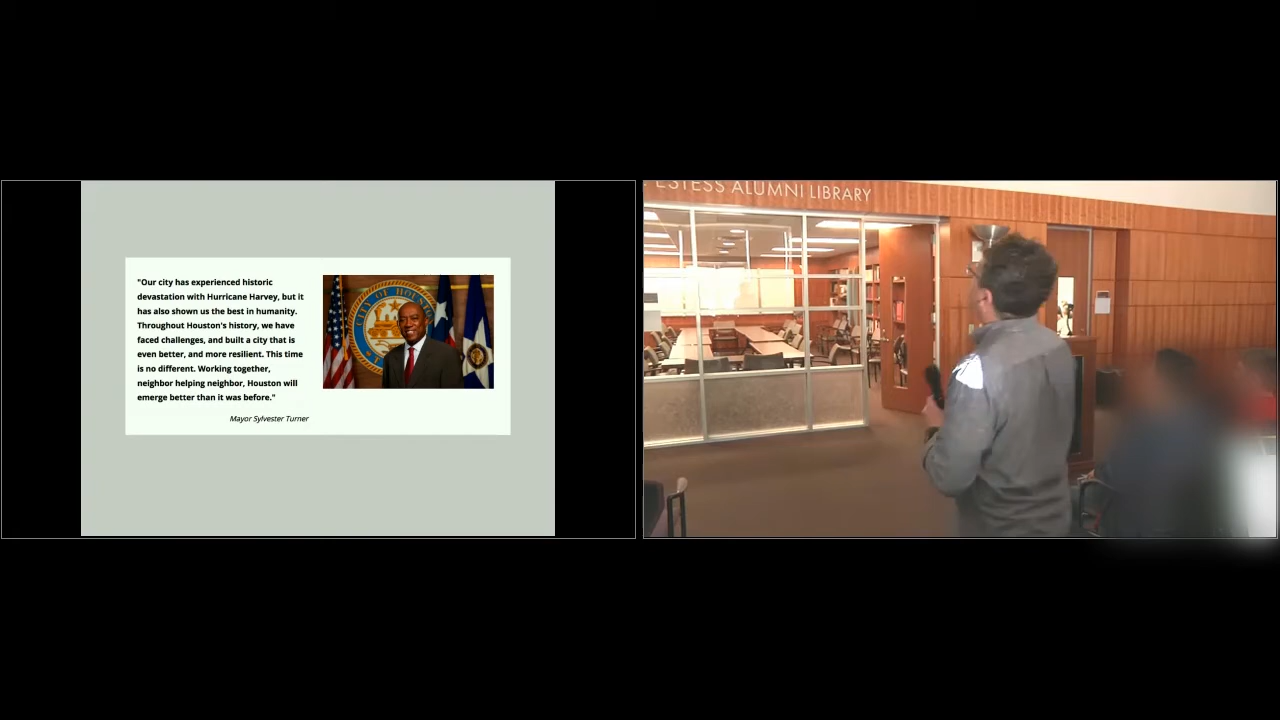 "Our city has experienced historic
devastation with Hurricane Harvey, but it
has also shown us the best in humanity.
Throughout Houston's history, we have
faced challenges, and built a city that is
even better, and more resilient. This time
is no different. Working together,
neighbor helping neighbor, Houston will
emerge better than it was before."
Mayor Sylvester Turner
CITY OF HOUSTON
ESTESS ALUMNI LIBRARY